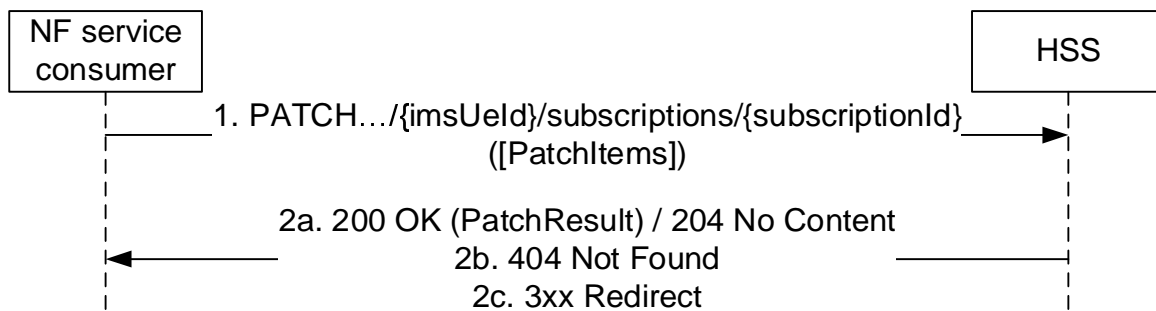 NF service
consumer
HSS
1. PATCH…/{imsUeId}/subscriptions/{subscriptionId}
([PatchItems])
2a. 200 OK (PatchResult) / 204 No Content
2b. 404 Not Found
2c. 3xx Redirect